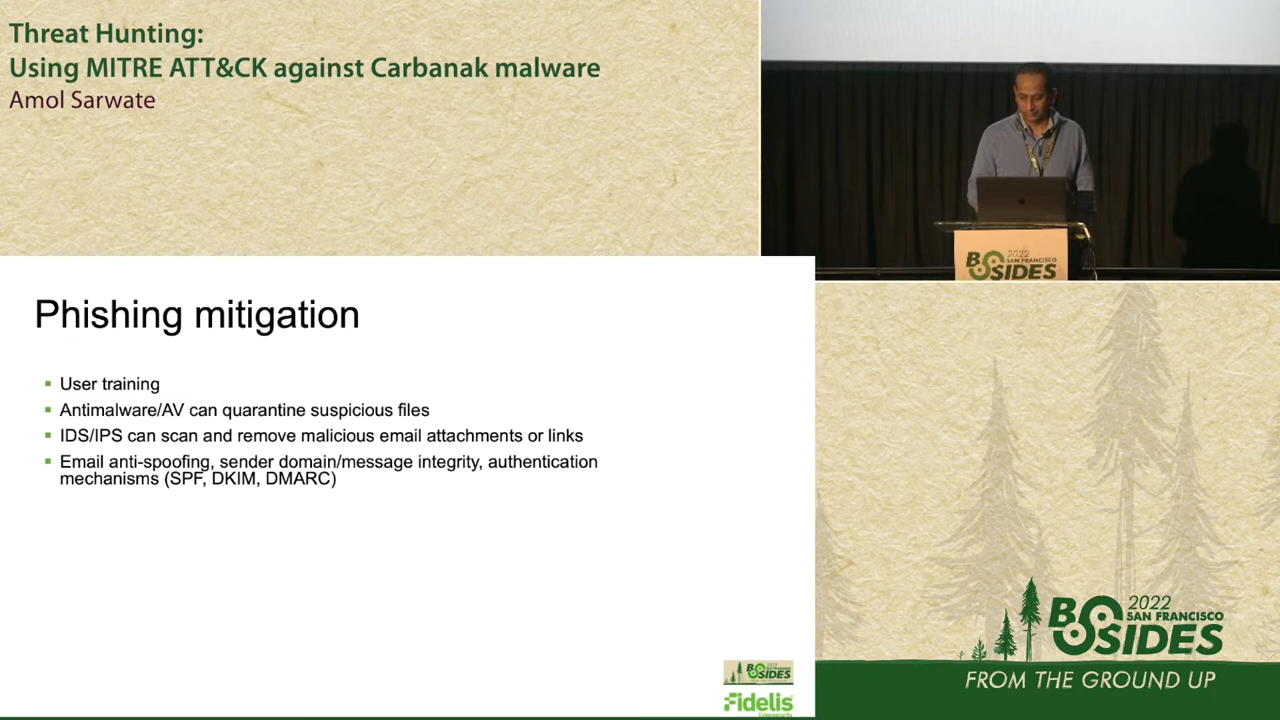 Threat Hunting:
Using MITRE ATT&CK against Carbanak malware
Amol Sarwate
2022
SAN FRANCISCO
BSIDES
Phishing mitigation
User training
Antimalware/AV can quarantine suspicious files
IDS/IPS can scan and remove malicious email attachments or links
Email anti-spoofing, sender domain/message integrity, authentication
mechanisms (SPF, DKIM, DMARC)
2022
SAN FRANCISCO
BSIDES
FROM THE GROUND UP
BSIDES
Fidelis